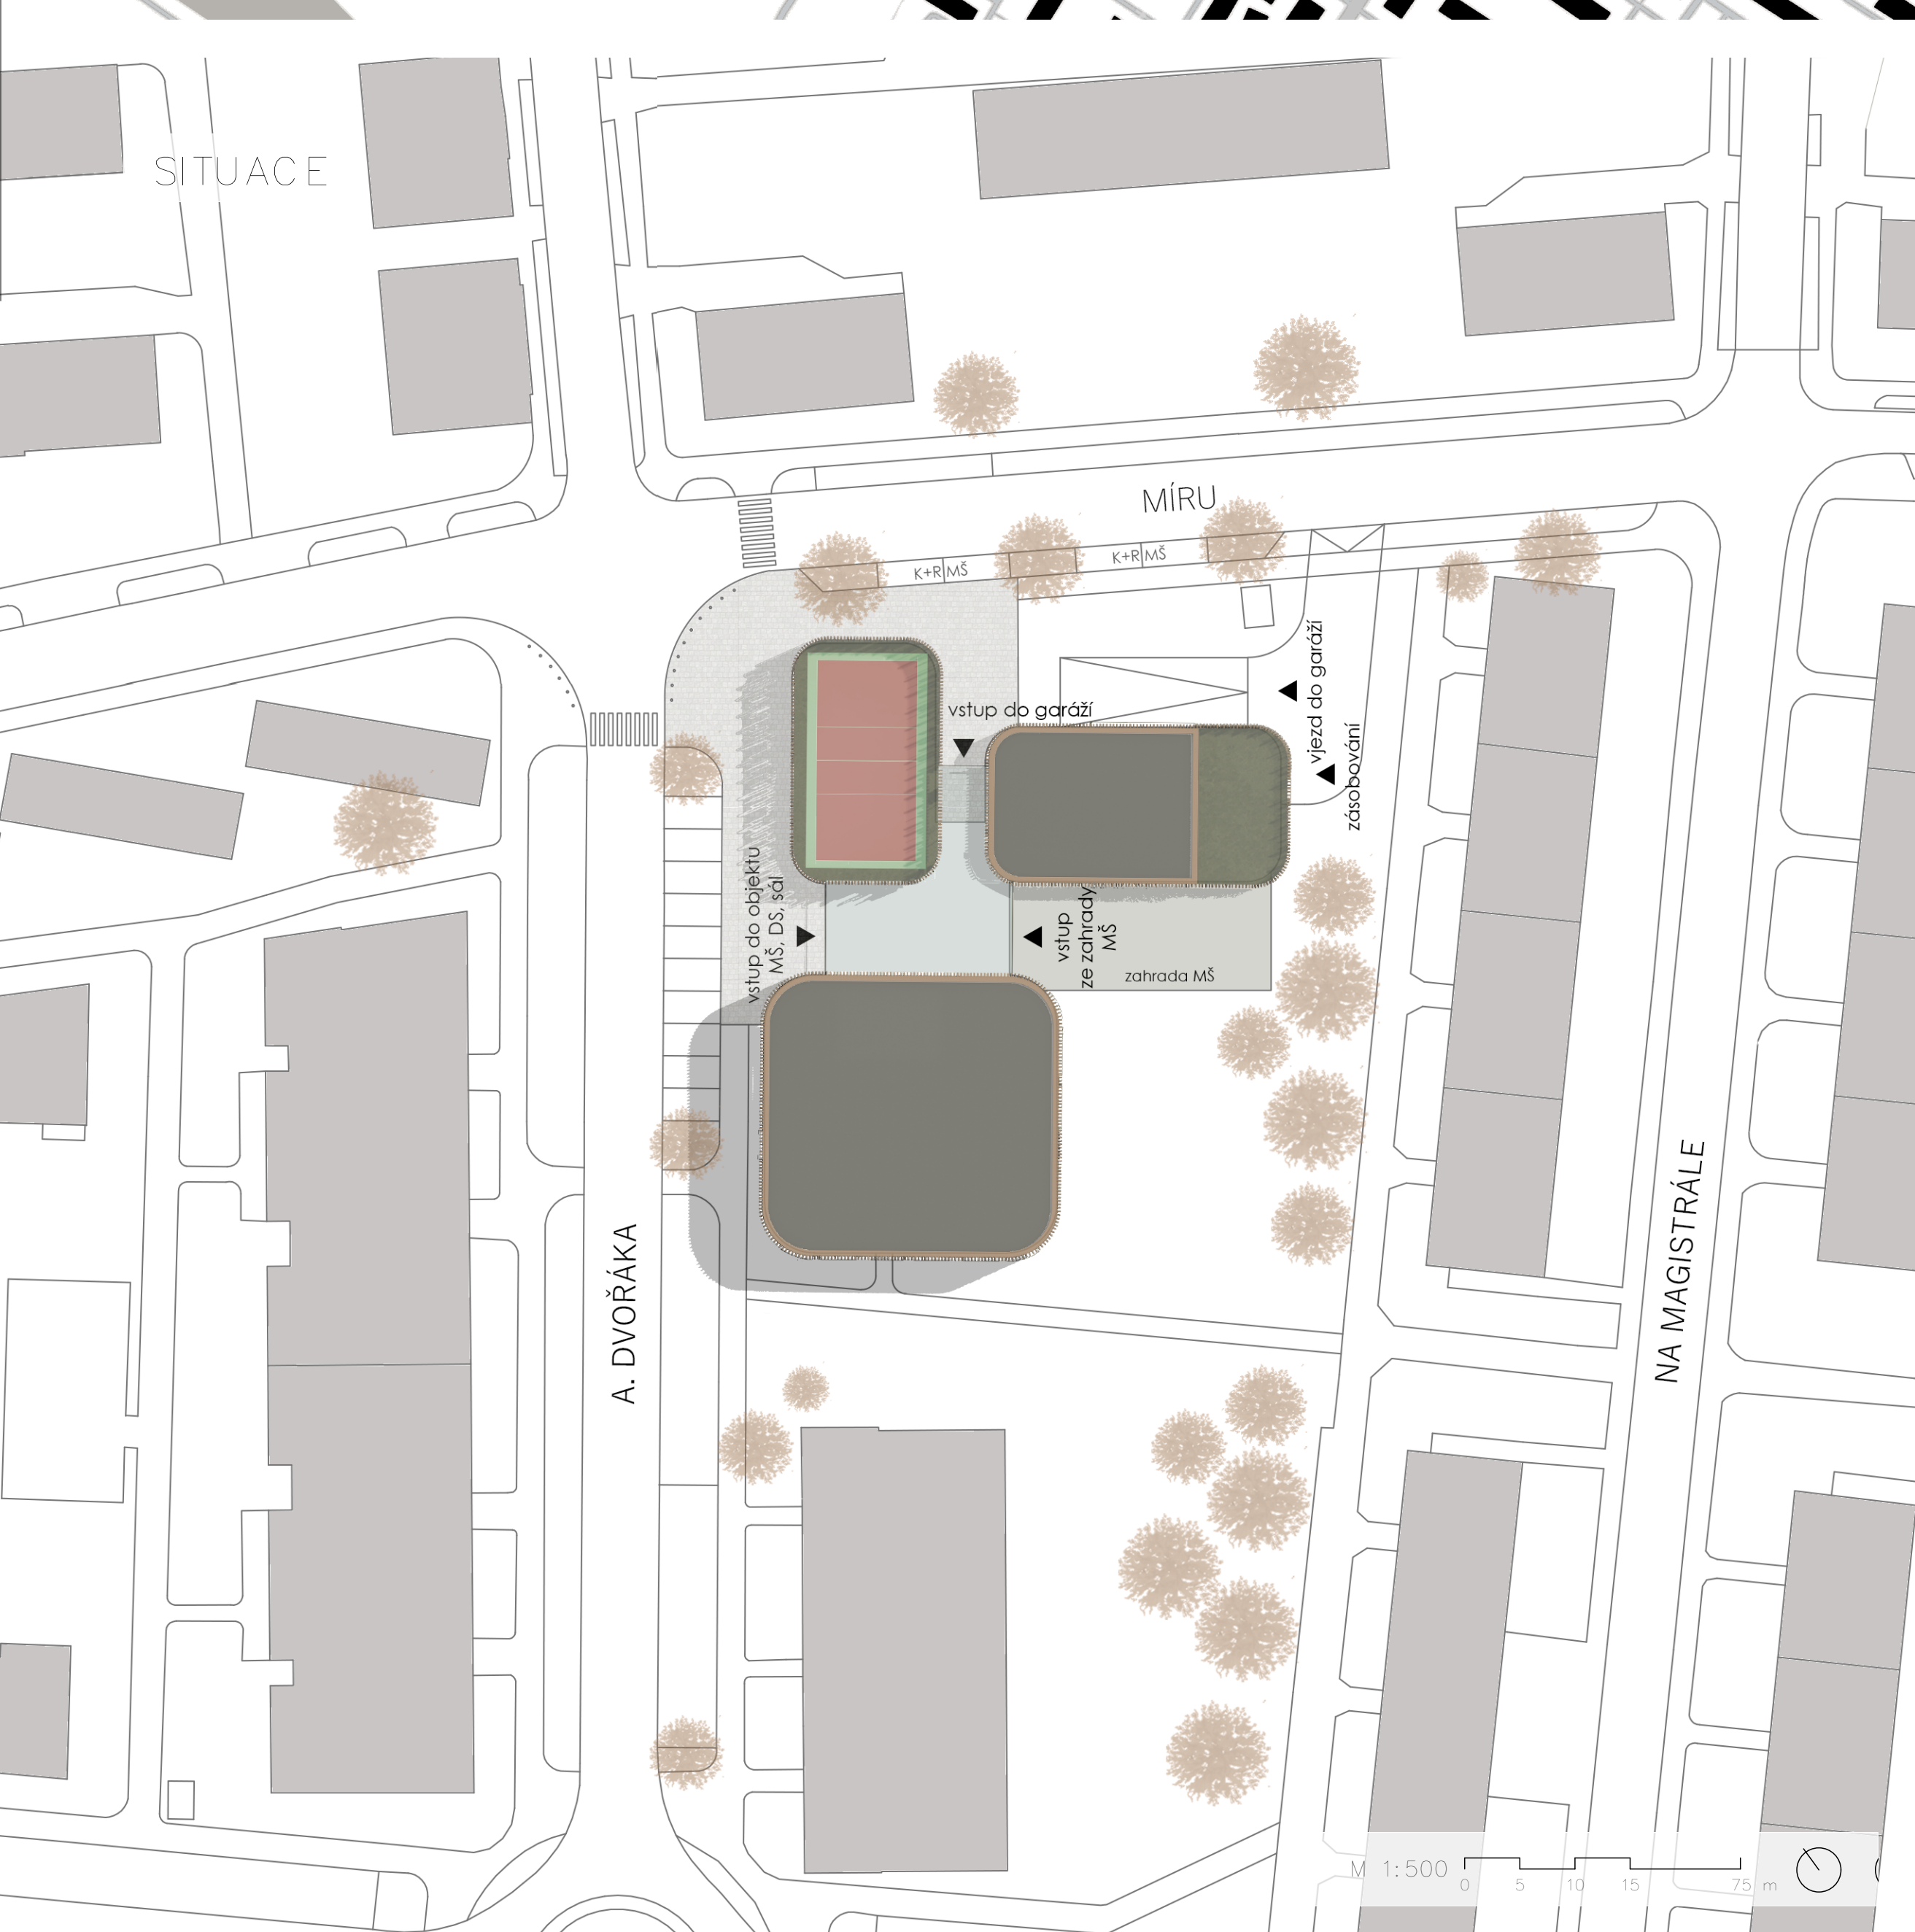 SITUACE
MÍRU
K+R MŠ
K+R MŠ
vstup do garáží
vjezd do garáží
zásobování
vstup do objektu
MŠ, DS, sál
vstup
ze zahrady
MŠ
zahrada MŠ
A. DVOŘÁKA
NA MAGISTRÁLE
M 1:500
0 5 10 15 75 m